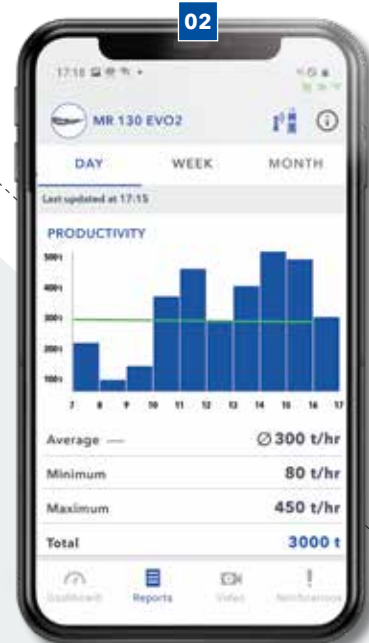 02
17:18
MR 130 EVO2
DAY WEEK MONTH
Last updated at 17:15
PRODUCTIVITY
500 t
400 t
300 t
200 t
100 t
7 8 9 10 11 12 13 14 15 16 17
Average — Ø 300 t/hr
Minimum 80 t/hr
Maximum 450 t/hr
Total 3000 t
Dashboard Reports Video Notifications